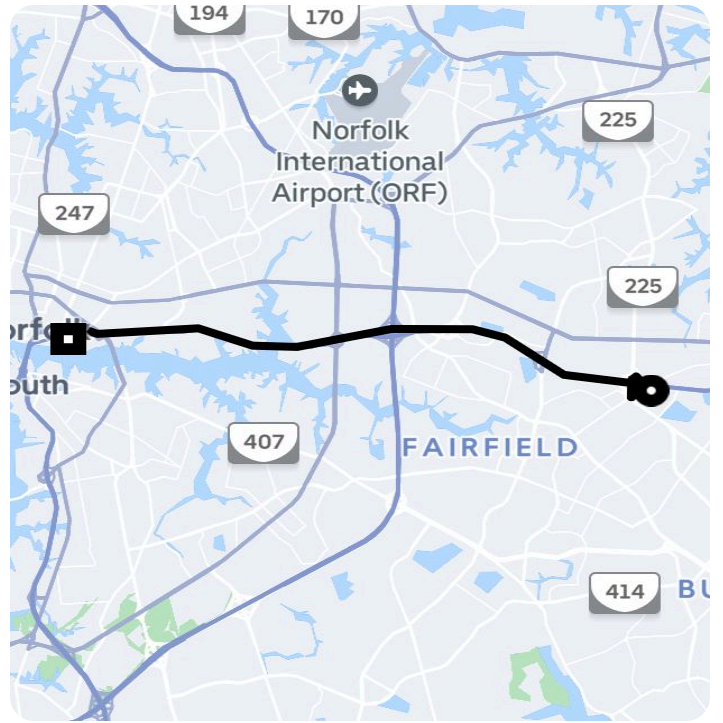 194
170
Norfolk
International
Airport (ORF)
225
247
225
orfolk
outh
407
FAIRFIELD
414
BU